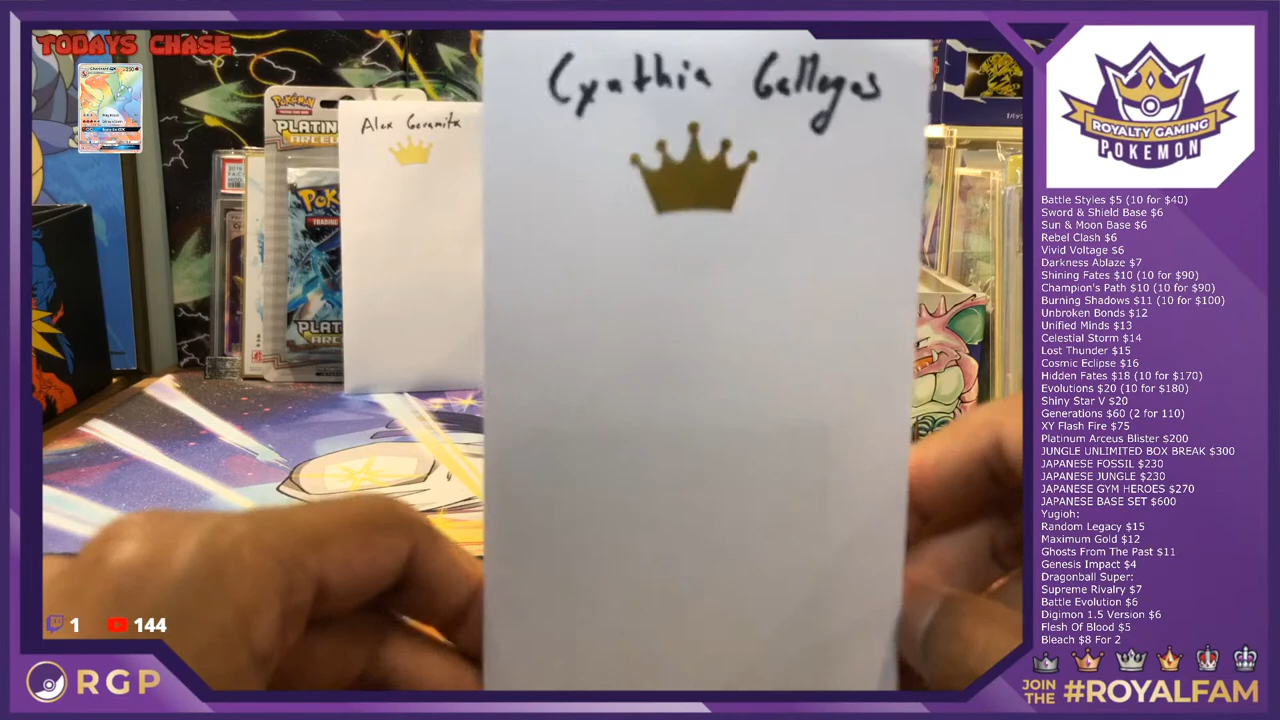 TODAYS CHASE
Cynthia Gallegos
Alex Geramita
POKÉMON
PLATINUM
ARCEUS
POK
TRADING
PLATI
ARC
ROYALTY GAMING
POKEMON
Battle Styles $5 (10 for $40)
Sword & Shield Base $6
Sun & Moon Base $6
Rebel Clash $6
Vivid Voltage $6
Darkness Ablaze $7
Shining Fates $10 (10 for $90)
Champion's Path $10 (10 for $90)
Burning Shadows $11 (10 for $100)
Unbroken Bonds $12
Unified Minds $13
Celestial Storm $14
Lost Thunder $15
Cosmic Eclipse $16
Hidden Fates $18 (10 for $170)
Evolutions $20 (10 for $180)
Shiny Star V $20
Generations $60 (2 for 110)
XY Flash Fire $75
Platinum Arceus Blister $200
JUNGLE UNLIMITED BOX BREAK $300
JAPANESE FOSSIL $230
JAPANESE JUNGLE $230
JAPANESE GYM HEROES $270
JAPANESE BASE SET $600
Yugioh:
Random Legacy $15
Maximum Gold $12
Ghosts From The Past $11
Genesis Impact $4
Dragonball Super:
Supreme Rivalry $7
Battle Evolution $6
Digimon 1.5 Version $6
Flesh Of Blood $5
Bleach $8 For 2
1 144
RGP
JOIN THE #ROYALFAM